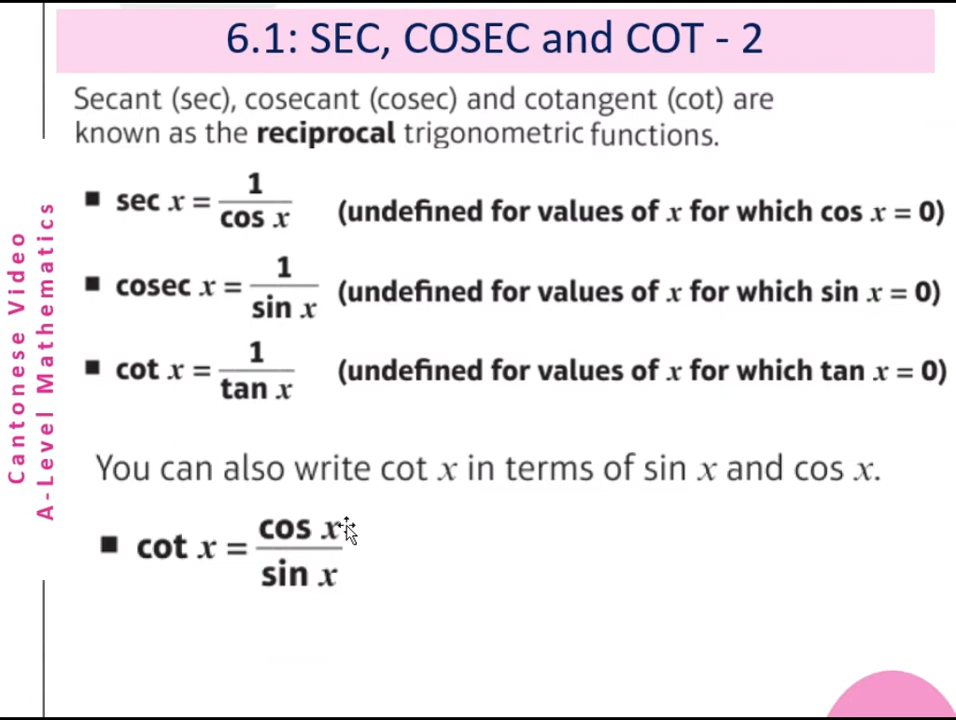 6.1: SEC, COSEC and COT - 2
Secant (sec), cosecant (cosec) and cotangent (cot) are
known as the reciprocal trigonometric functions.
■ sec x = 1/cos x (undefined for values of x for which cos x = 0)
■ cosec x = 1/sin x (undefined for values of x for which sin x = 0)
■ cot x = 1/tan x (undefined for values of x for which tan x = 0)
You can also write cot x in terms of sin x and cos x.
■ cot x = cos x/sin x
Cantonese Video
A-Level Mathematics